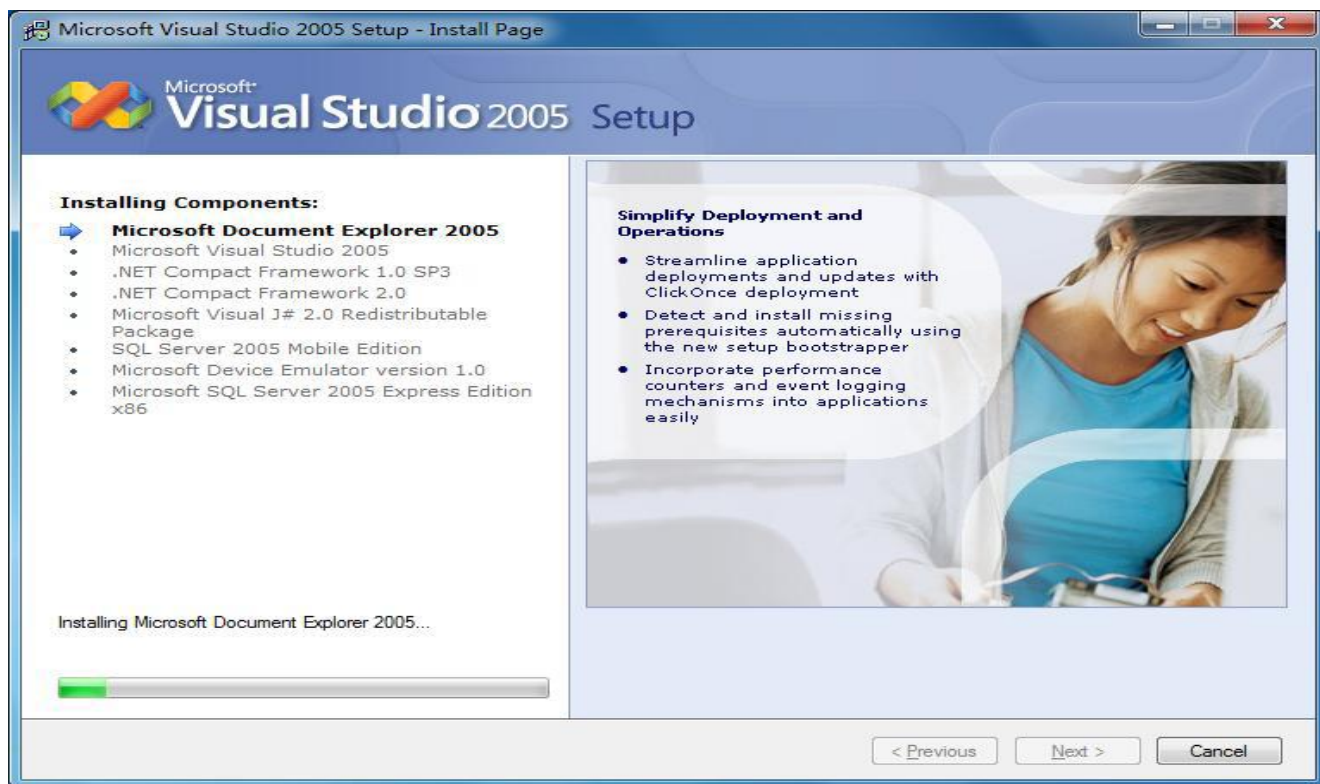 Microsoft Visual Studio 2005 Setup - Install Page
Microsoft
Visual Studio 2005 Setup
Installing Components:
Microsoft Document Explorer 2005
Microsoft Visual Studio 2005
.NET Compact Framework 1.0 SP3
.NET Compact Framework 2.0
Microsoft Visual J# 2.0 Redistributable
Package
SQL Server 2005 Mobile Edition
Microsoft Device Emulator version 1.0
Microsoft SQL Server 2005 Express Edition
x86
Installing Microsoft Document Explorer 2005...
Simplify Deployment and
Operations
• Streamline application
deployments and updates with
ClickOnce deployment
• Detect and install missing
prerequisites automatically using
the new setup bootstrapper
• Incorporate performance
counters and event logging
mechanisms into applications
easily
< Previous
Next >
Cancel